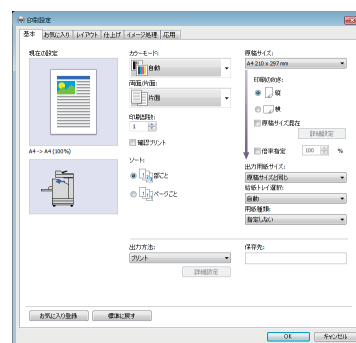 印刷設定
基本 お気に入り レイアウト 仕上げ イメージ処理 応用
現在の設定
A4 -> A4 (100%)
カラーモード:
自動
両面/片面:
片面
印刷部数:
1
確認プリント
ソート:
部ごと
ページごと
出力方法:
プリント
詳細設定
原稿サイズ:
A4 210 x 297 mm
印刷の向き:
縦
横
原稿サイズ混在
詳細設定
倍率指定 100 %
出力用紙サイズ:
原稿サイズと同じ
給紙トレイ選択:
自動
用紙種類:
指定しない
保存先:
お気に入り登録 標準に戻す
OK キャンセル